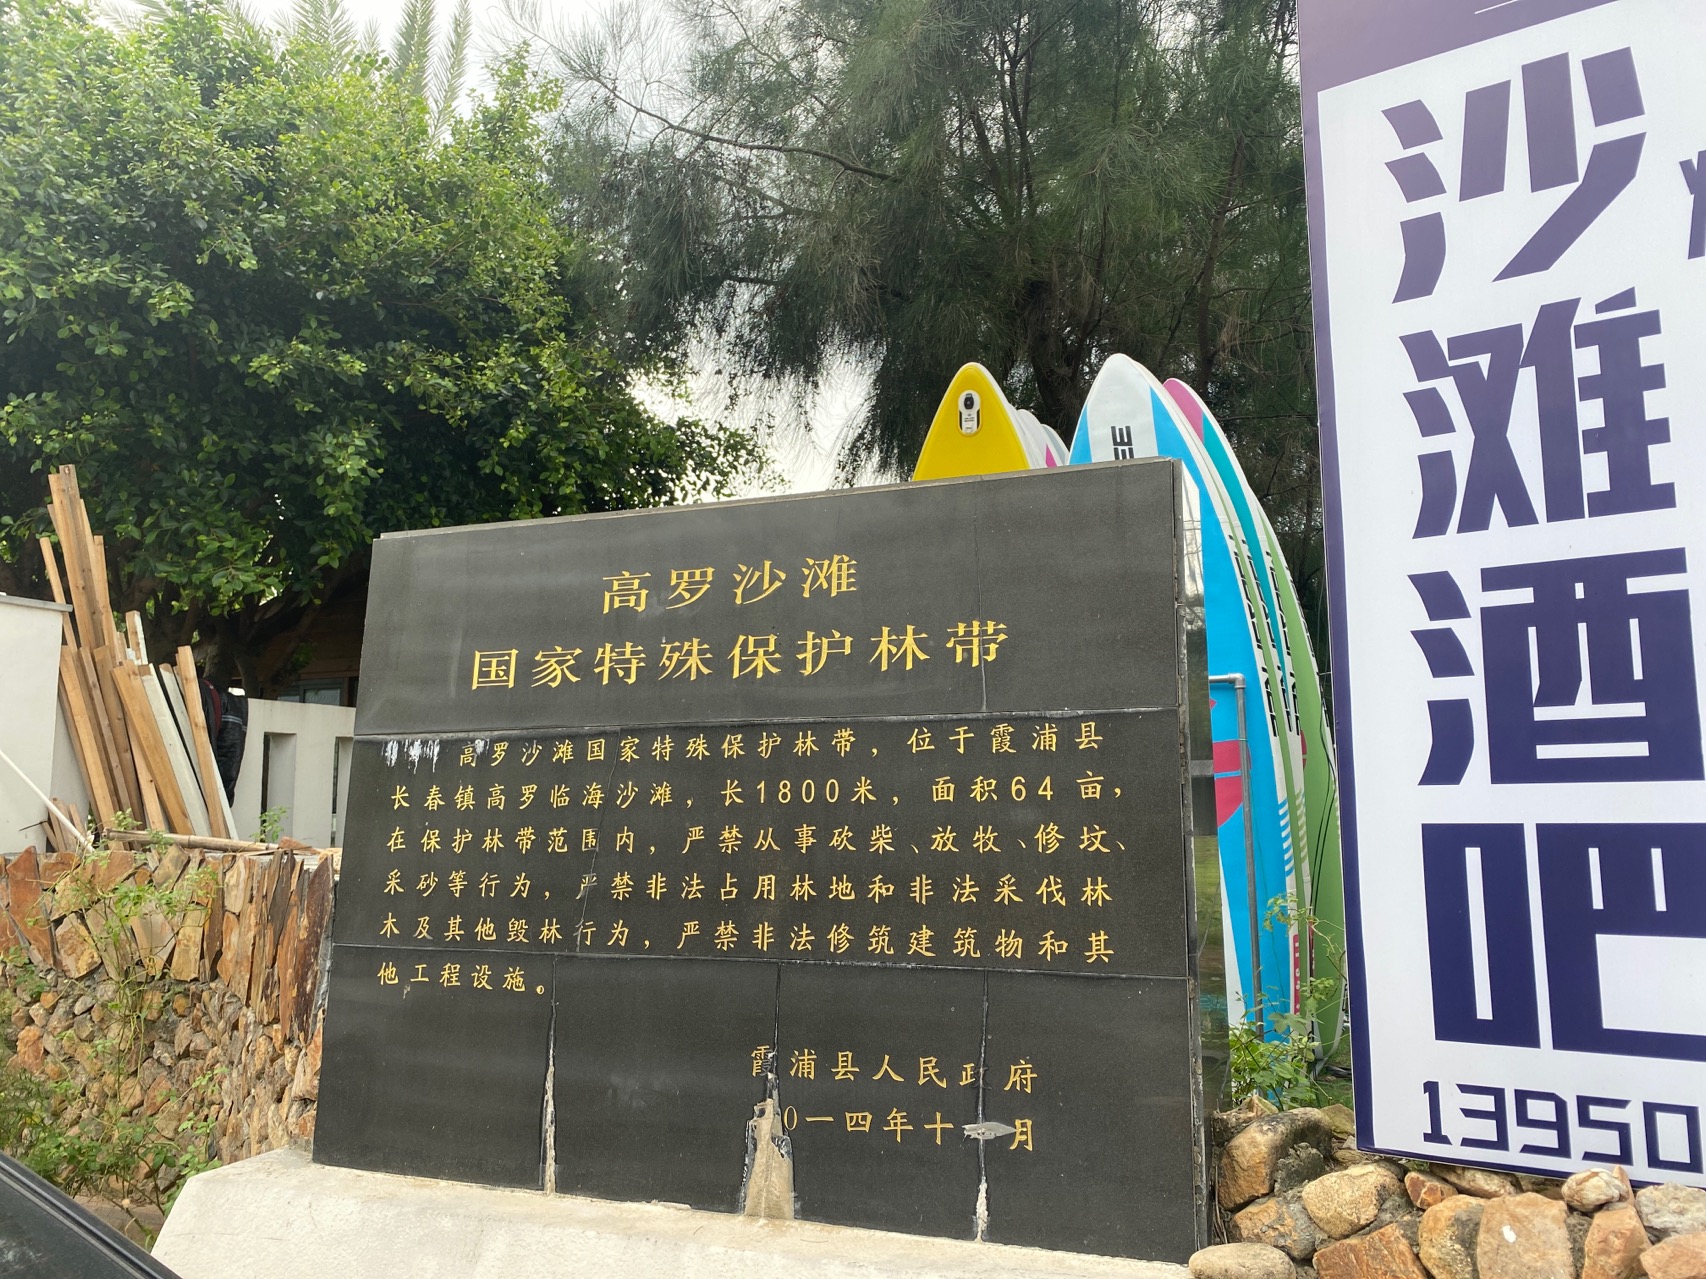 高罗沙滩
国家特殊保护林带
高罗沙滩国家特殊保护林带，位于霞浦县
长春镇高罗临海沙滩，长1800米，面积64亩，
在保护林带范围内，严禁从事砍柴、放牧、修坟、
采砂等行为，严禁非法占用林地和非法采伐林
木及其他毁林行为，严禁非法修筑建筑物和其
他工程设施。
霞浦县人民政府
0一四年十 月
沙滩酒吧
13950